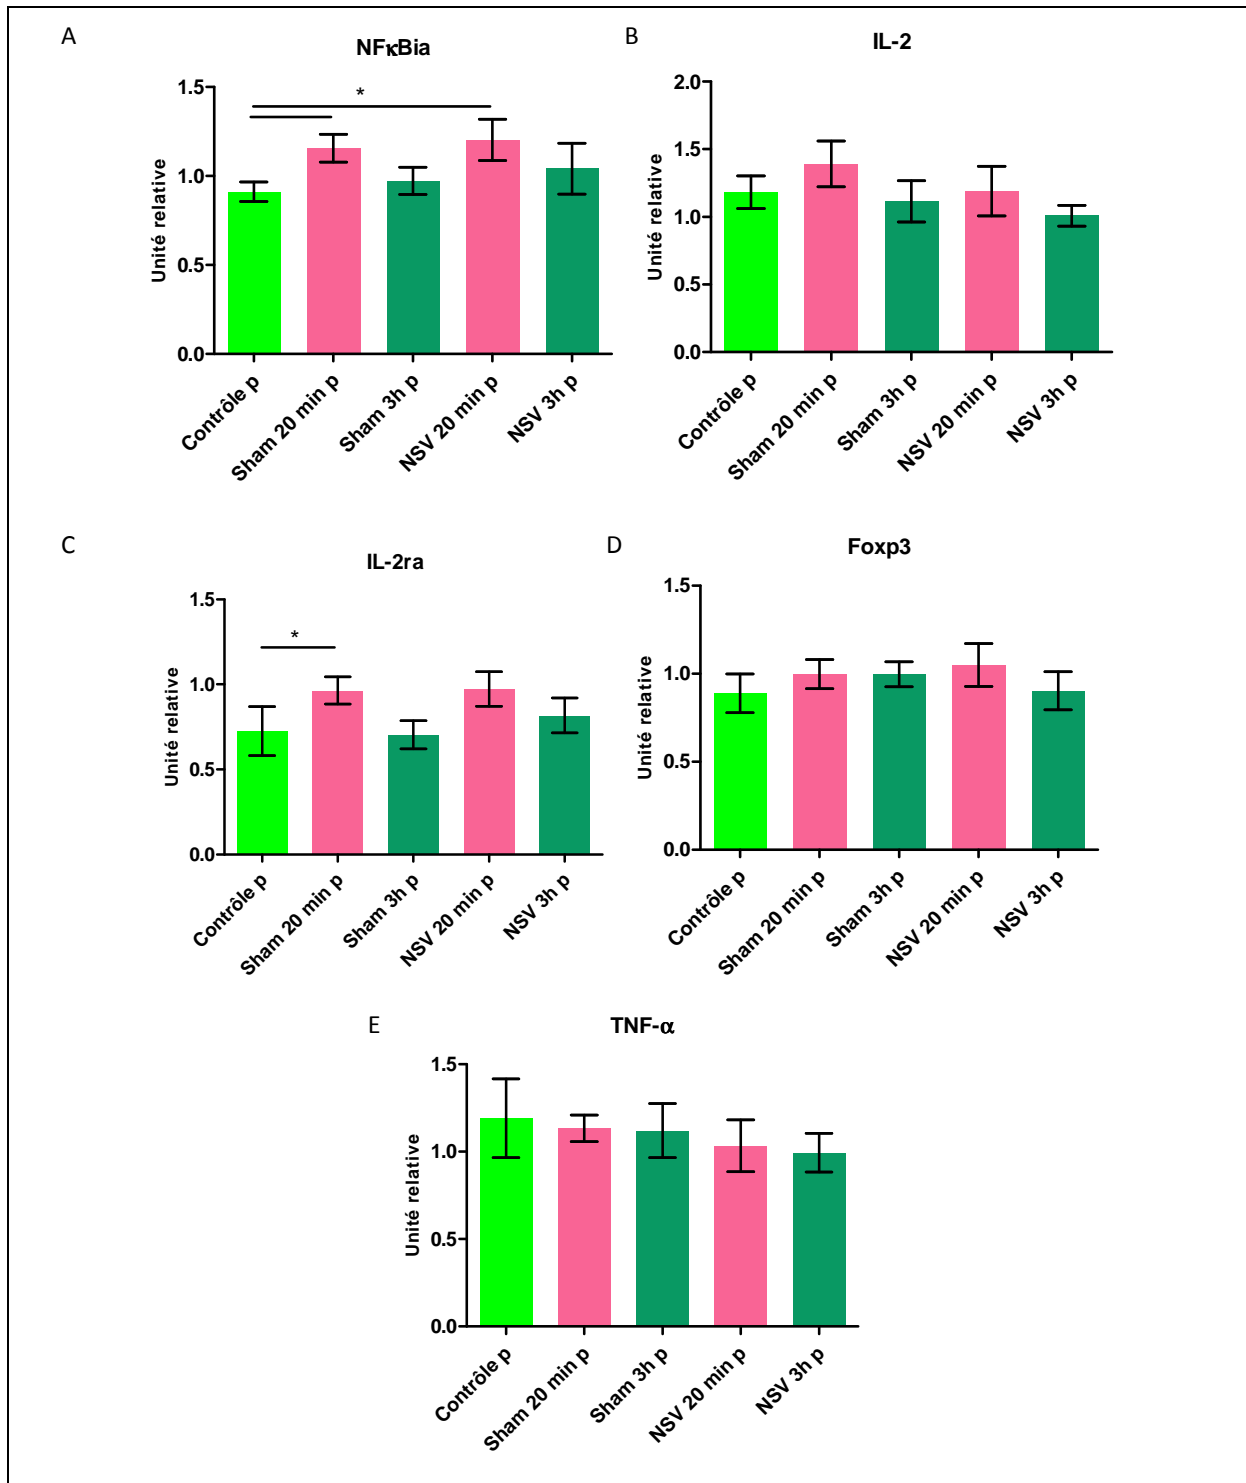 A
NFκBia
Unité relative
1.5
1.0
0.5
0.0
*
Contrôle p
Sham 20 min p
Sham 3h p
NSV 20 min p
NSV 3h p
B
IL-2
Unité relative
2.0
1.5
1.0
0.5
0.0
Contrôle p
Sham 20 min p
Sham 3h p
NSV 20 min p
NSV 3h p
C
IL-2ra
Unité relative
1.5
1.0
0.5
0.0
*
Contrôle p
Sham 20 min p
Sham 3h p
NSV 20 min p
NSV 3h p
D
Foxp3
Unité relative
1.5
1.0
0.5
0.0
Contrôle p
Sham 20 min p
Sham 3h p
NSV 20 min p
NSV 3h p
E
TNF-α
Unité relative
1.5
1.0
0.5
0.0
Contrôle p
Sham 20 min p
Sham 3h p
NSV 20 min p
NSV 3h p